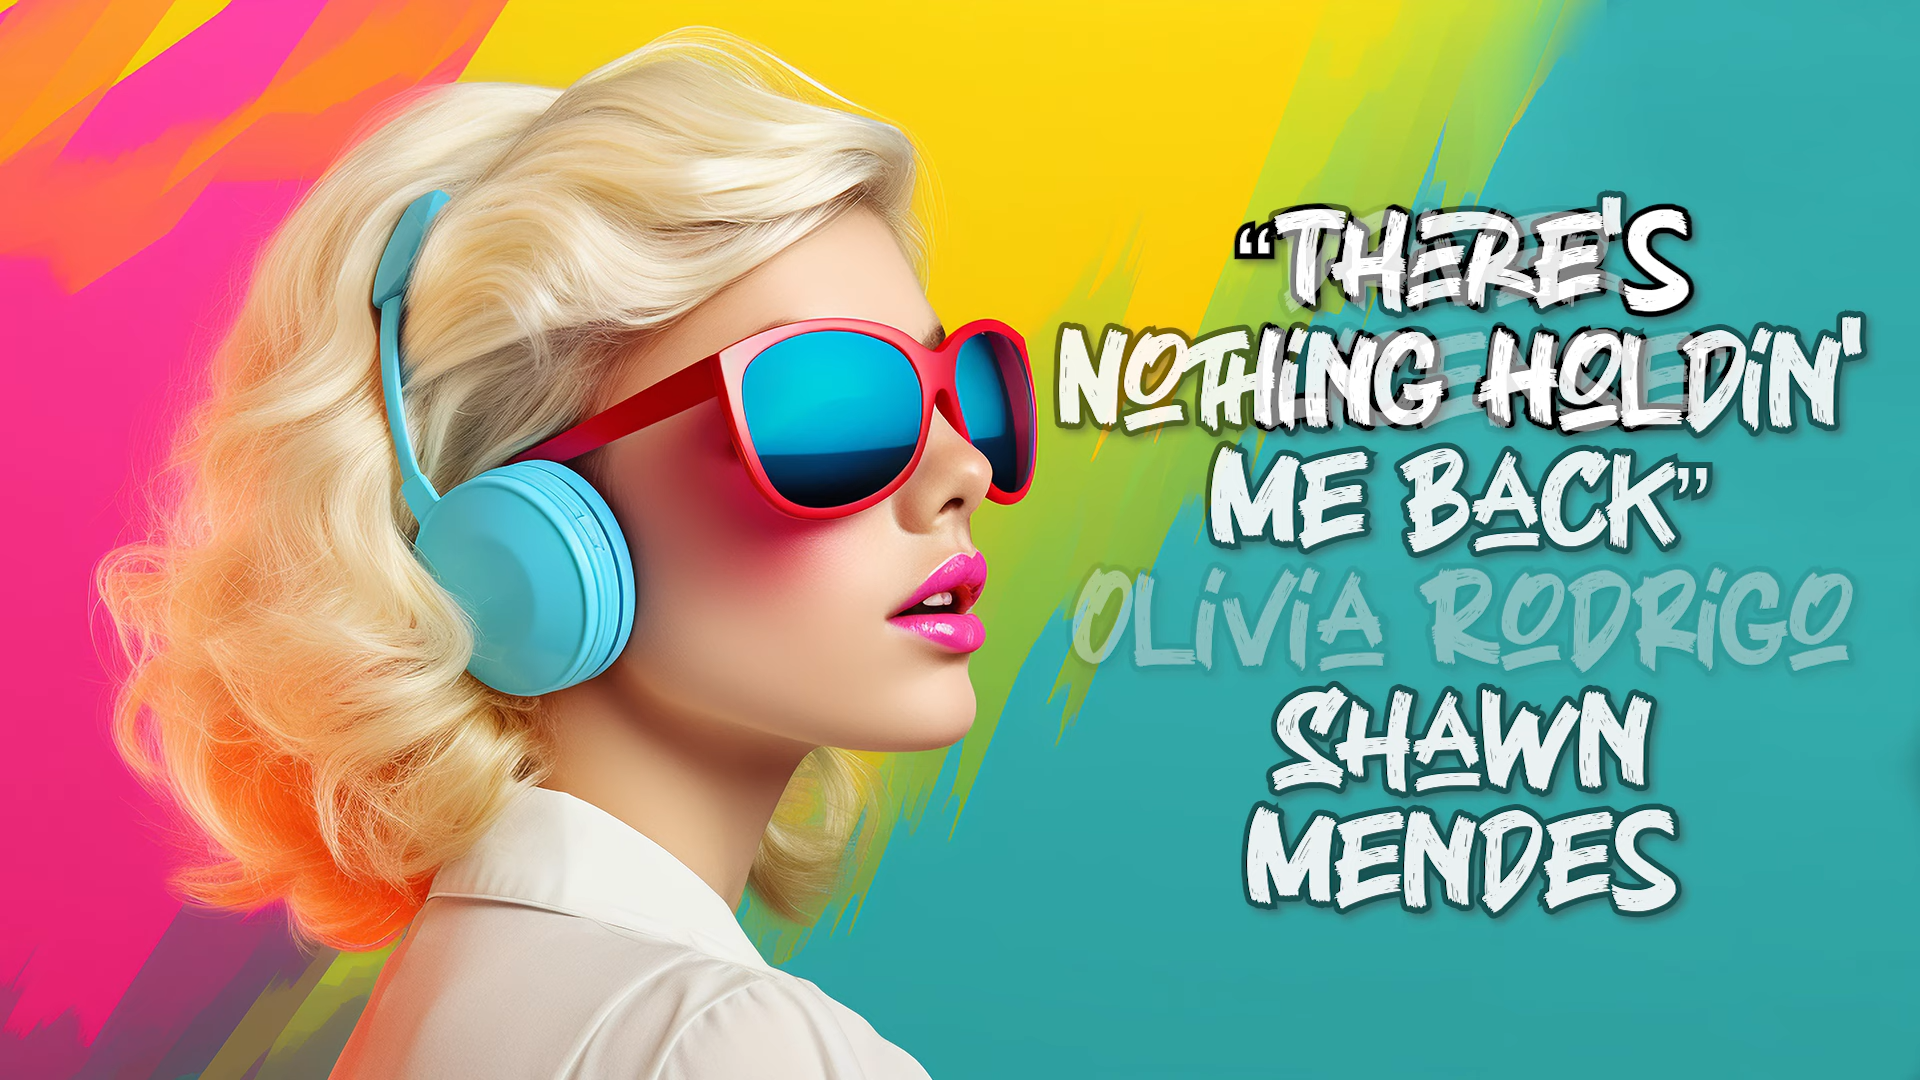 “THERE'S
NOTHING HOLDIN'
ME BACK”
OLIVIA RODRIGO
SHAWN
MENDES